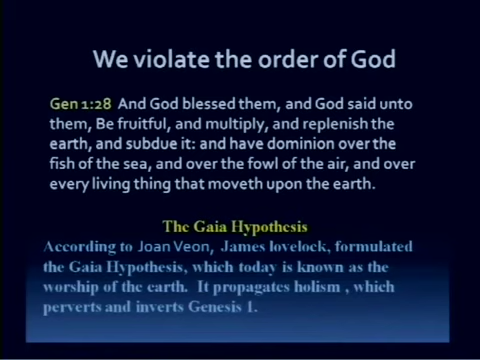 We violate the order of God
Gen 1:28 And God blessed them, and God said unto
them, Be fruitful, and multiply, and replenish the
earth, and subdue it: and have dominion over the
fish of the sea, and over the fowl of the air, and over
every living thing that moveth upon the earth.
The Gaia Hypothesis
According to Joan Veon, James lovelock, formulated
the Gaia Hypothesis, which today is known as the
worship of the earth. It propagates holism , which
perverts and inverts Genesis 1.